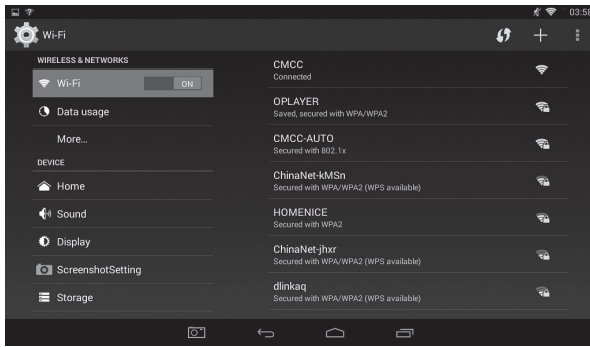 03:58
Wi-Fi
WIRELESS & NETWORKS
Wi-Fi ON
Data usage
More...
DEVICE
Home
Sound
Display
ScreenshotSetting
Storage
CMCC
Connected
OPLAYER
Saved, secured with WPA/WPA2
CMCC-AUTO
Secured with 802.1x
ChinaNet-kMSn
Secured with WPA/WPA2 (WPS available)
HOMENICE
Secured with WPA2
ChinaNet-jhxr
Secured with WPA/WPA2 (WPS available)
dlinkaq
Secured with WPA/WPA2 (WPS available)